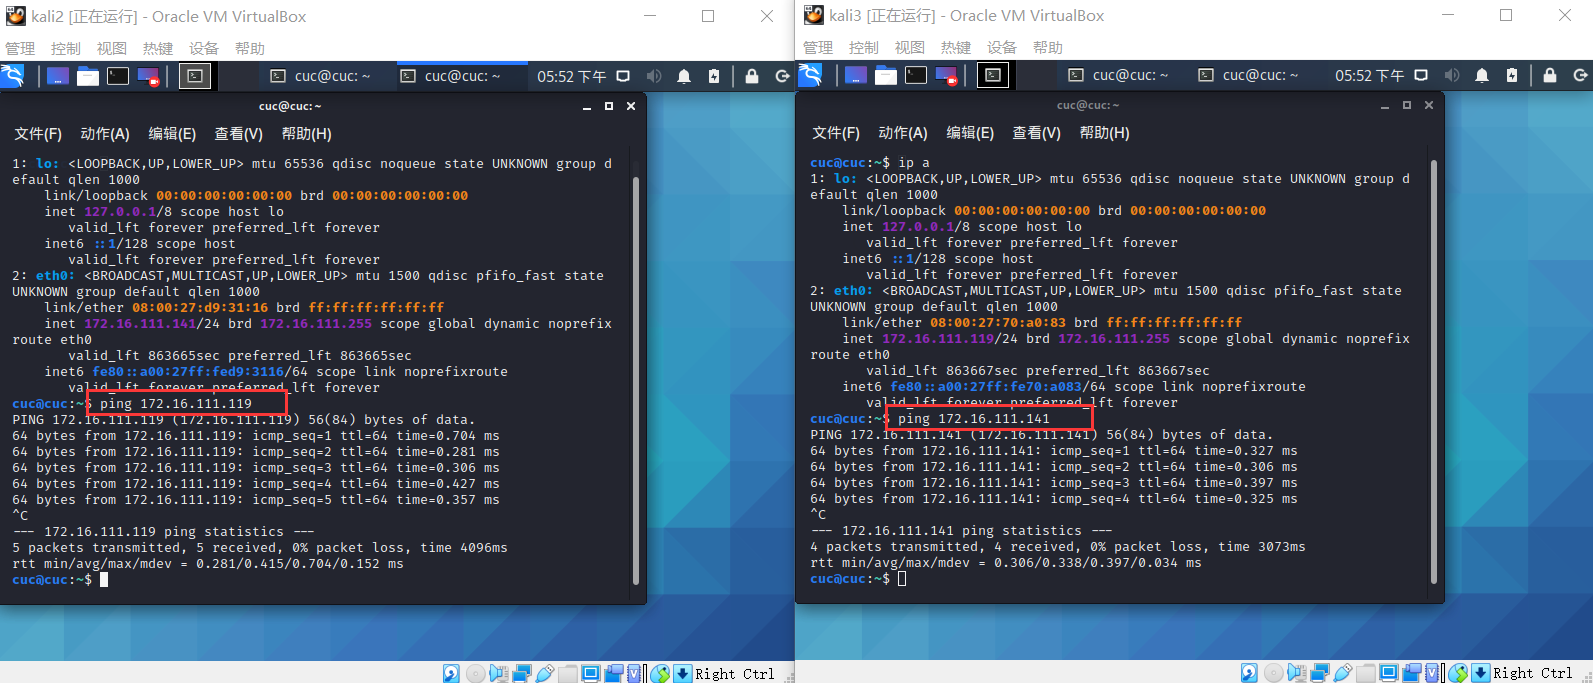 kali2 [正在运行] - Oracle VM VirtualBox
管理 控制 视图 热键 设备 帮助
cuc@cuc: ~ cuc@cuc: ~ 05:52 下午
cuc@cuc:~
文件(F) 动作(A) 编辑(E) 查看(V) 帮助(H)
1: lo: <LOOPBACK,UP,LOWER_UP> mtu 65536 qdisc noqueue state UNKNOWN group d
efault qlen 1000
link/loopback 00:00:00:00:00:00 brd 00:00:00:00:00:00
inet 127.0.0.1/8 scope host lo
valid_lft forever preferred_lft forever
inet6 ::1/128 scope host
valid_lft forever preferred_lft forever
2: eth0: <BROADCAST,MULTICAST,UP,LOWER_UP> mtu 1500 qdisc pfifo_fast state
UNKNOWN group default qlen 1000
link/ether 08:00:27:d9:31:16 brd ff:ff:ff:ff:ff:ff
inet 172.16.111.141/24 brd 172.16.111.255 scope global dynamic noprefix
route eth0
valid_lft 863665sec preferred_lft 863665sec
inet6 fe80::a00:27ff:fed9:3116/64 scope link noprefixroute
valid_lft forever preferred_lft forever
cuc@cuc:~$ ping 172.16.111.119
PING 172.16.111.119 (172.16.111.119) 56(84) bytes of data.
64 bytes from 172.16.111.119: icmp_seq=1 ttl=64 time=0.704 ms
64 bytes from 172.16.111.119: icmp_seq=2 ttl=64 time=0.281 ms
64 bytes from 172.16.111.119: icmp_seq=3 ttl=64 time=0.306 ms
64 bytes from 172.16.111.119: icmp_seq=4 ttl=64 time=0.427 ms
64 bytes from 172.16.111.119: icmp_seq=5 ttl=64 time=0.357 ms
^C
--- 172.16.111.119 ping statistics ---
5 packets transmitted, 5 received, 0% packet loss, time 4096ms
rtt min/avg/max/mdev = 0.281/0.415/0.704/0.152 ms
cuc@cuc:~$
Right Ctrl
kali3 [正在运行] - Oracle VM VirtualBox
管理 控制 视图 热键 设备 帮助
cuc@cuc: ~ cuc@cuc: ~ 05:52 下午
cuc@cuc:~
文件(F) 动作(A) 编辑(E) 查看(V) 帮助(H)
cuc@cuc:~$ ip a
1: lo: <LOOPBACK,UP,LOWER_UP> mtu 65536 qdisc noqueue state UNKNOWN group d
efault qlen 1000
link/loopback 00:00:00:00:00:00 brd 00:00:00:00:00:00
inet 127.0.0.1/8 scope host lo
valid_lft forever preferred_lft forever
inet6 ::1/128 scope host
valid_lft forever preferred_lft forever
2: eth0: <BROADCAST,MULTICAST,UP,LOWER_UP> mtu 1500 qdisc pfifo_fast state
UNKNOWN group default qlen 1000
link/ether 08:00:27:70:a0:83 brd ff:ff:ff:ff:ff:ff
inet 172.16.111.119/24 brd 172.16.111.255 scope global dynamic noprefix
route eth0
valid_lft 863665sec preferred_lft 863665sec
inet6 fe80::a00:27ff:fe70:a083/64 scope link noprefixroute
valid_lft forever preferred_lft forever
cuc@cuc:~$ ping 172.16.111.141
PING 172.16.111.141 (172.16.111.141) 56(84) bytes of data.
64 bytes from 172.16.111.141: icmp_seq=1 ttl=64 time=0.327 ms
64 bytes from 172.16.111.141: icmp_seq=2 ttl=64 time=0.306 ms
64 bytes from 172.16.111.141: icmp_seq=3 ttl=64 time=0.397 ms
64 bytes from 172.16.111.141: icmp_seq=4 ttl=64 time=0.325 ms
^C
--- 172.16.111.141 ping statistics ---
4 packets transmitted, 4 received, 0% packet loss, time 3073ms
rtt min/avg/max/mdev = 0.306/0.338/0.397/0.034 ms
cuc@cuc:~$
Right Ctrl